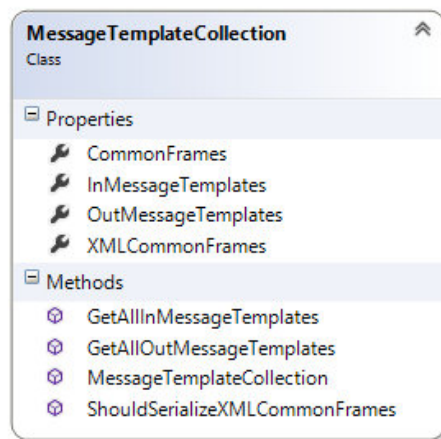 MessageTemplateCollection
Class
Properties
CommonFrames
InMessageTemplates
OutMessageTemplates
XMLCommonFrames
Methods
GetAllInMessageTemplates
GetAllOutMessageTemplates
MessageTemplateCollection
ShouldSerializeXMLCommonFrames